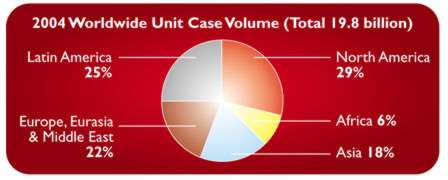 2004 Worldwide Unit Case Volume (Total 19.8 billion)
Latin America
25%
North America
29%
Europe, Eurasia
& Middle East
22%
Africa 6%
Asia 18%